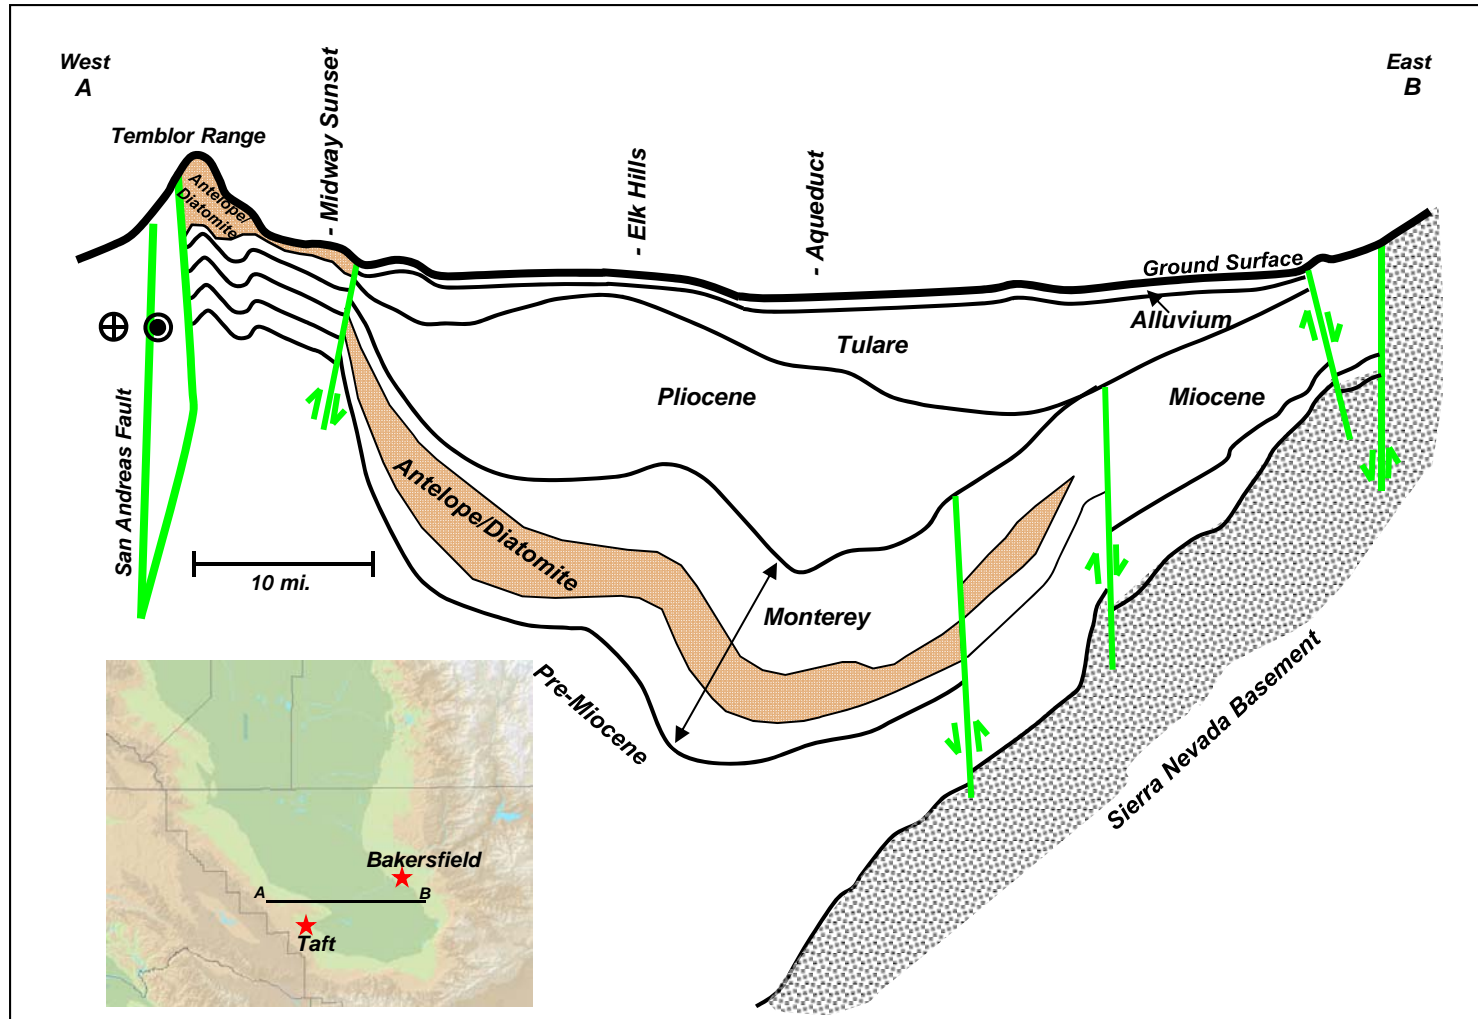 West
A
East
B
Temblor Range
- Midway Sunset
- Elk Hills
- Aqueduct
Antelope/
Diatomite
Ground Surface
Alluvium
Tulare
Pliocene
Miocene
San Andreas Fault
10 mi.
Antelope/Diatomite
Monterey
Pre-Miocene
Sierra Nevada Basement
Bakersfield
A
B
Taft